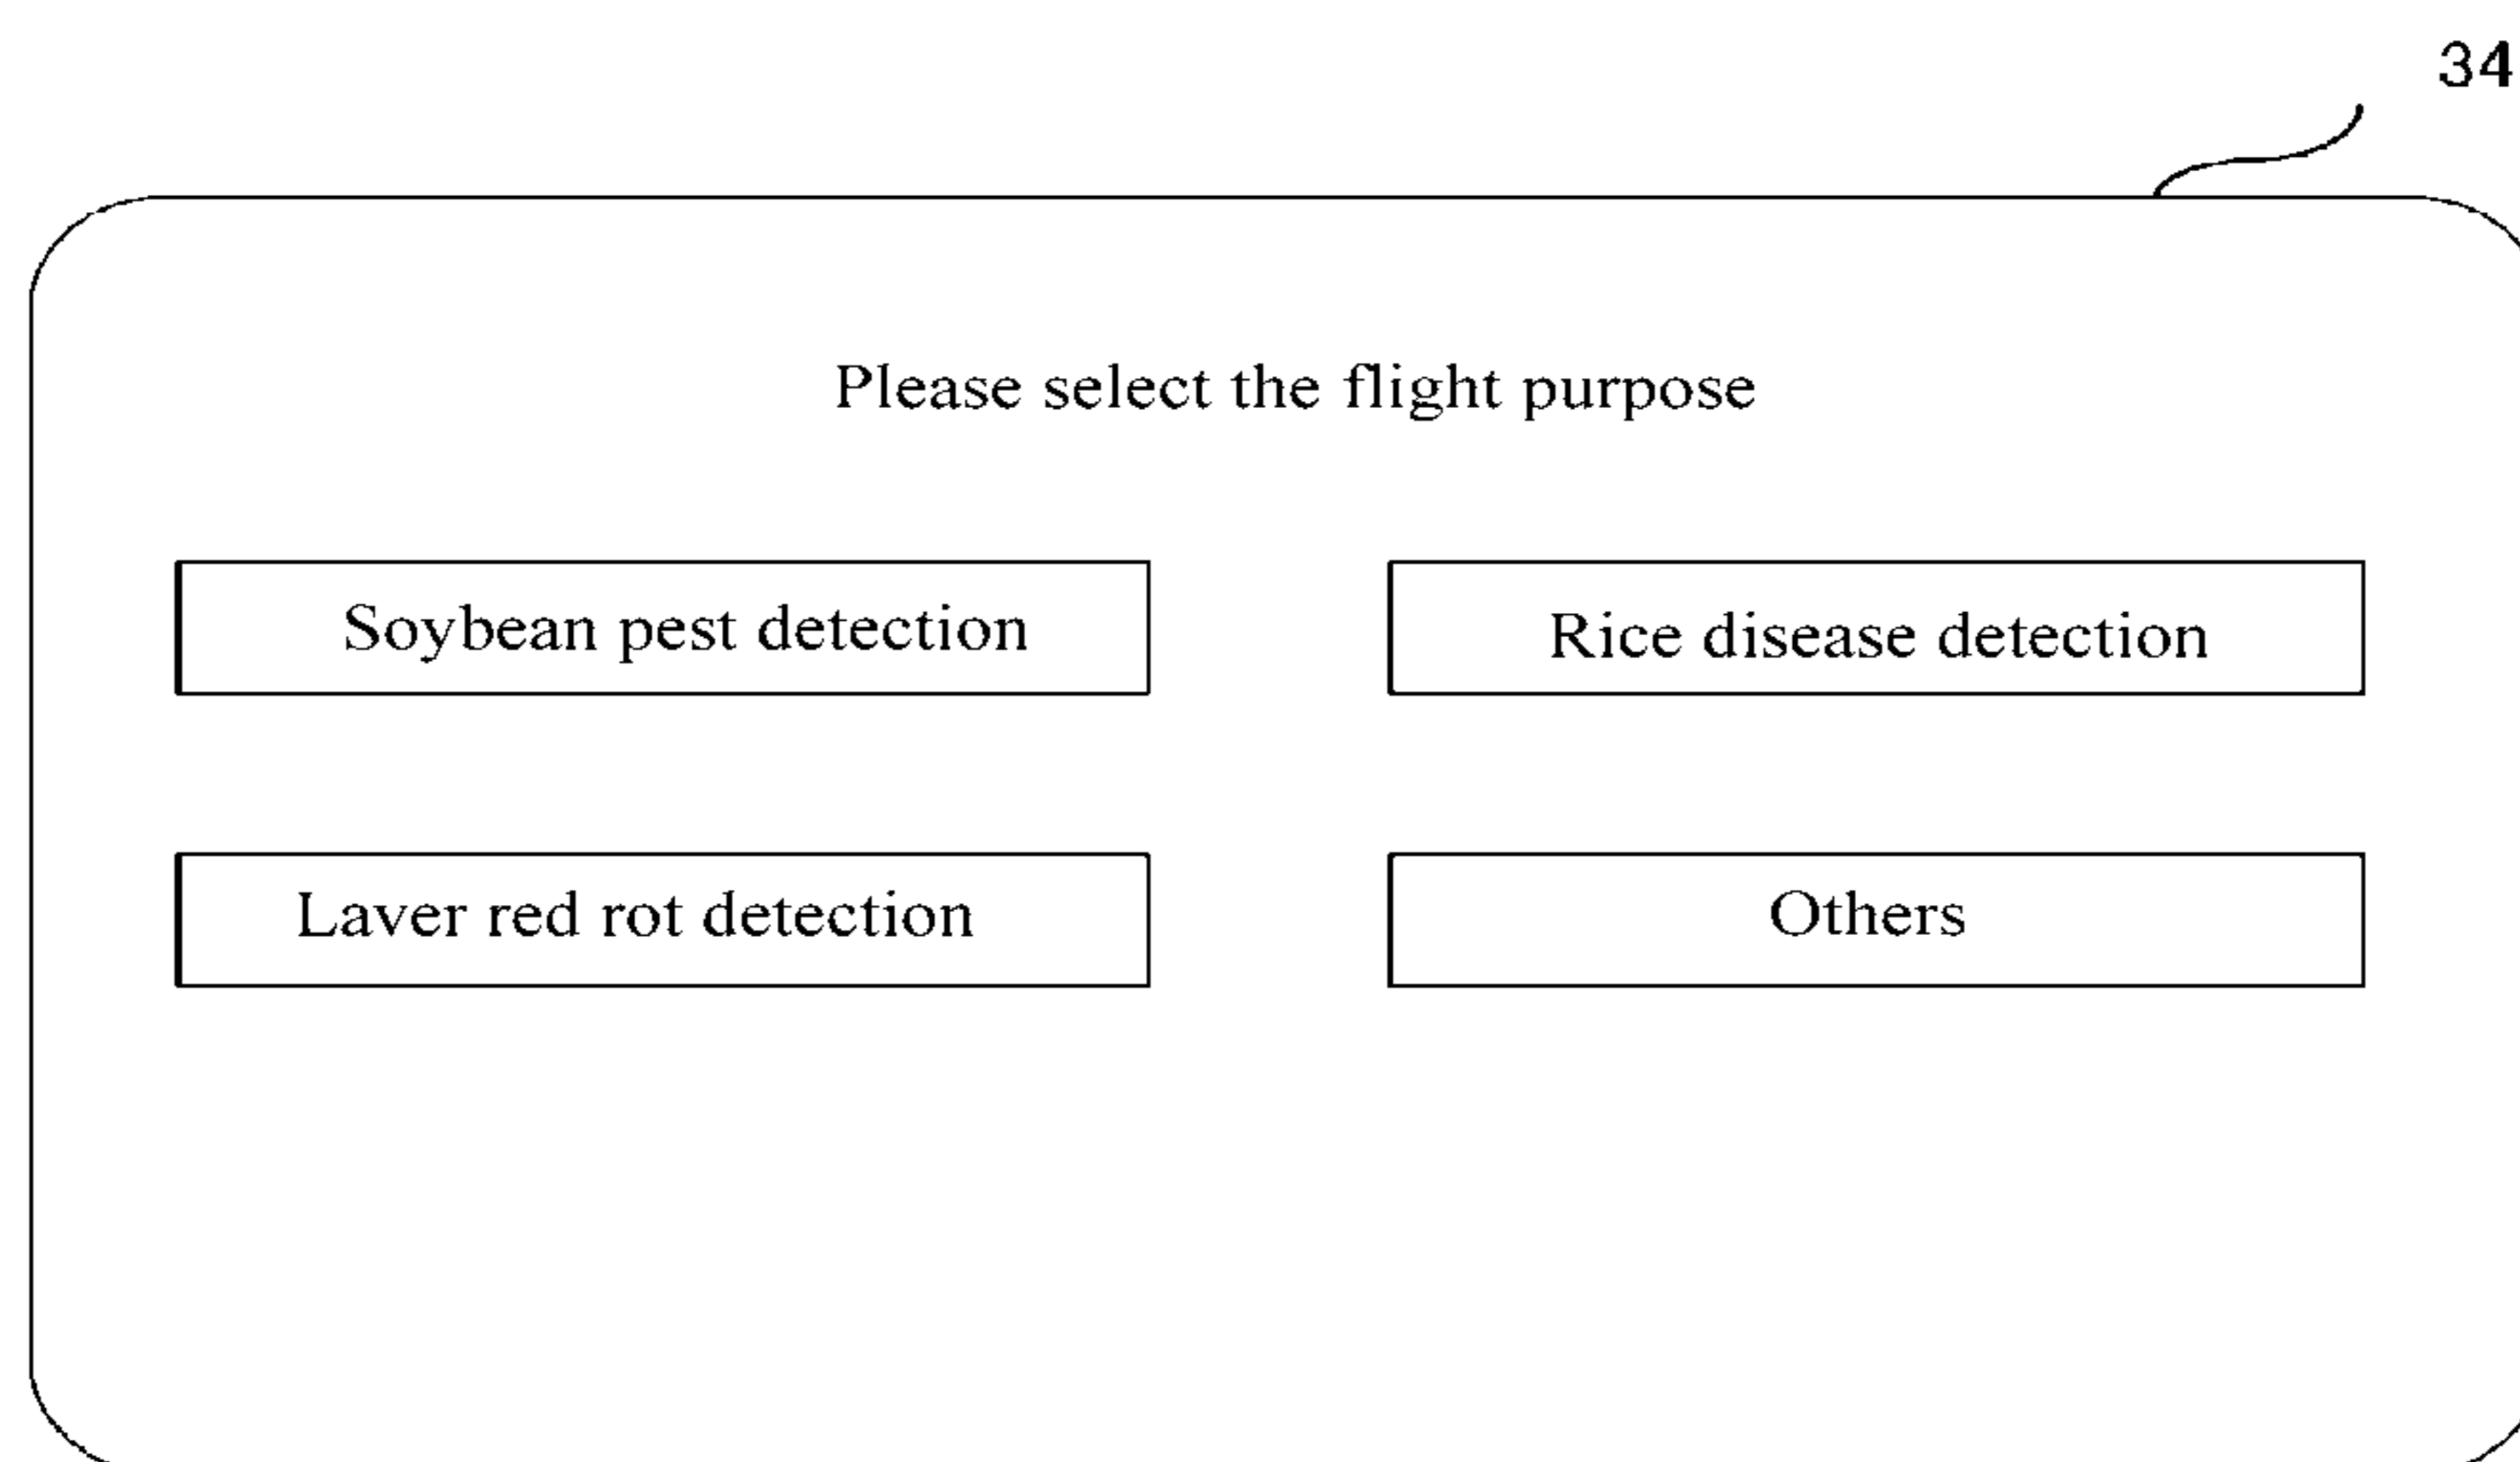 34
Please select the flight purpose
Soybean pest detection
Rice disease detection
Laver red rot detection
Others